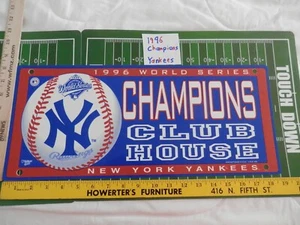 1996
Champions
Yankees
1996 WORLD SERIES
CHAMPIONS
CLUB
HOUSE
NEW YORK YANKEES
TOUCH DOWN
HOWERTER'S FURNITURE 416 N. FIFTH ST.